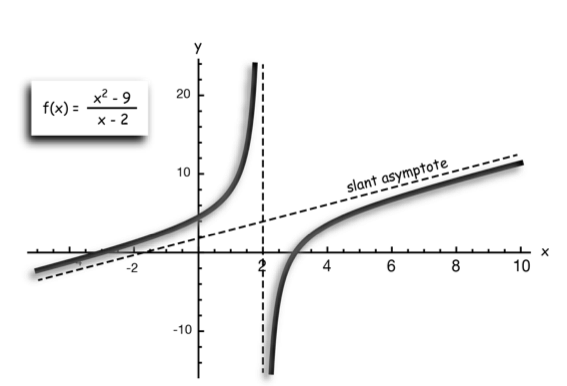 y
20
f(x) = x² - 9 / x - 2
10
slant asymptote
x
-2
2
4
6
8
10
-10